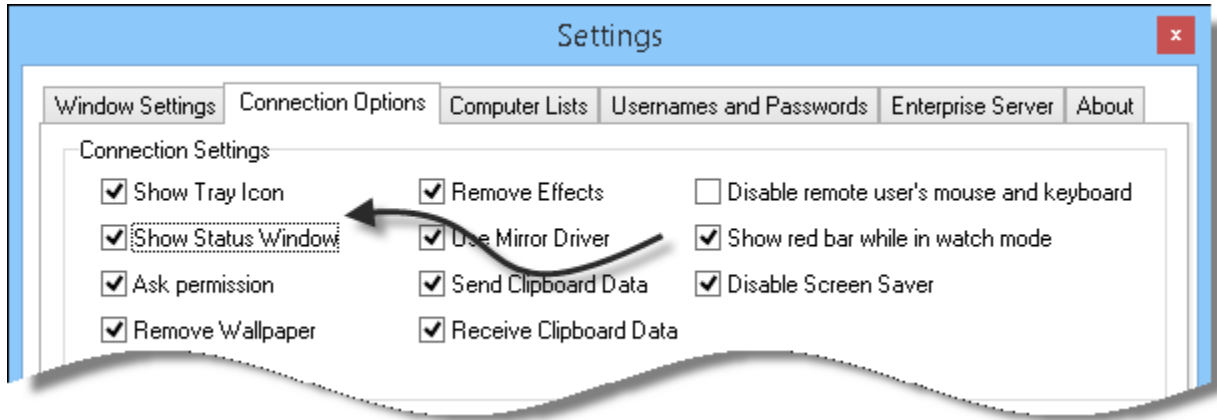 Settings
x
Window Settings Connection Options Computer Lists Usernames and Passwords Enterprise Server About
Connection Settings
Show Tray Icon Remove Effects Disable remote user's mouse and keyboard
Show Status Window Use Mirror Driver Show red bar while in watch mode
Ask permission Send Clipboard Data Disable Screen Saver
Remove Wallpaper Receive Clipboard Data